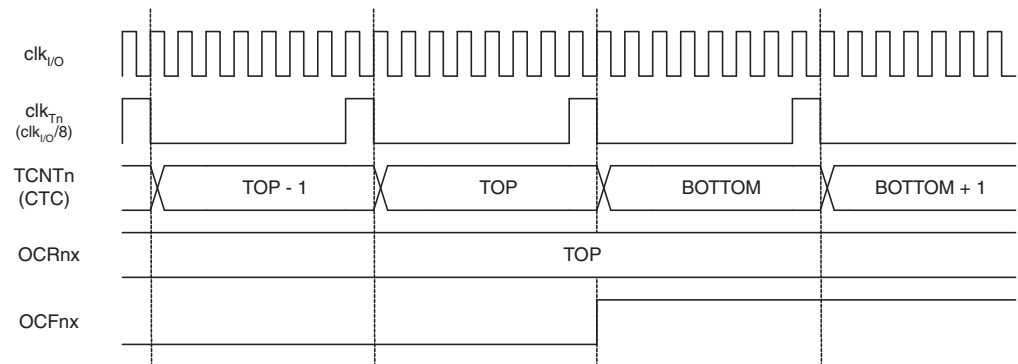 clkI/O
clkTn
(clkI/O/8)
TCNTn
(CTC)
TOP - 1
TOP
BOTTOM
BOTTOM + 1
OCRnx
TOP
OCFnx